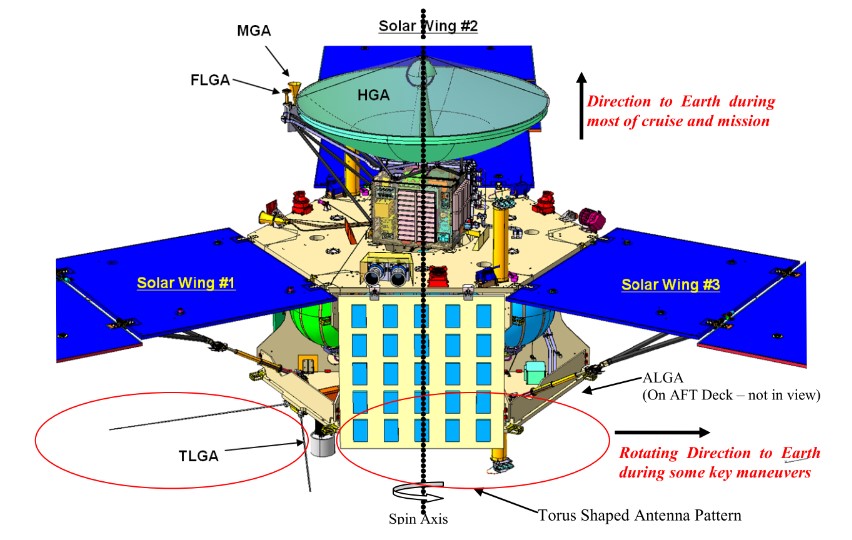 Solar Wing #2
MGA
FLGA
HGA
Direction to Earth during
most of cruise and mission
Solar Wing #1
Solar Wing #3
ALGA
(On AFT Deck – not in view)
TLGA
Rotating Direction to Earth
during some key maneuvers
Torus Shaped Antenna Pattern
Spin Axis